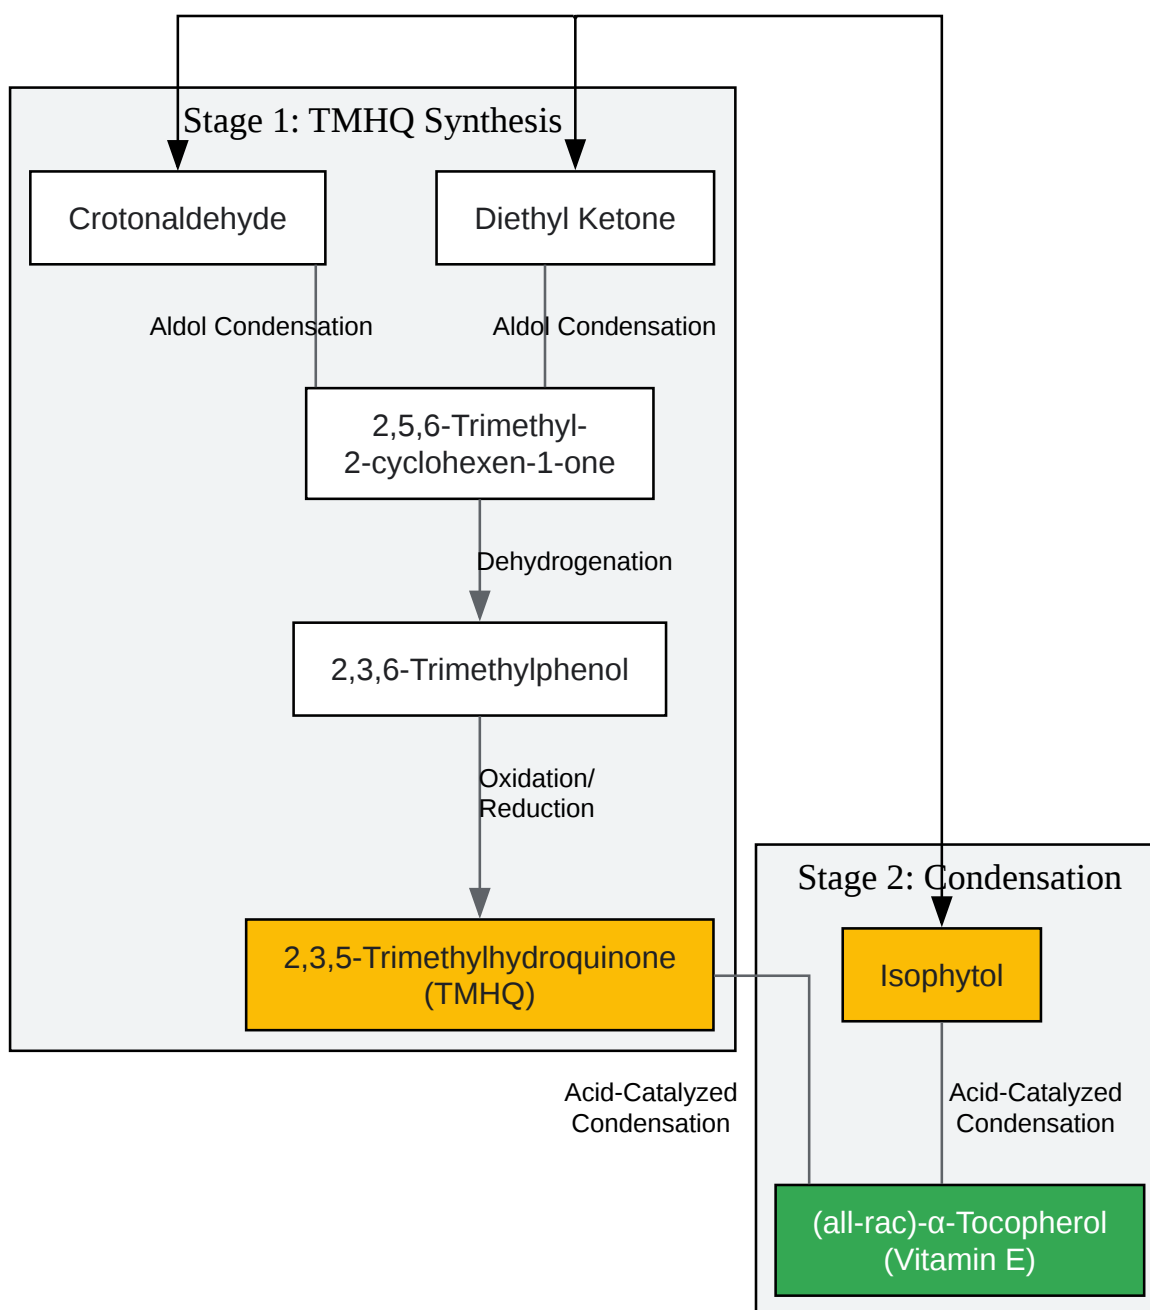 Stage 1: TMHQ Synthesis
Crotonaldehyde
Diethyl Ketone
Aldol Condensation
Aldol Condensation
2,5,6-Trimethyl-
2-cyclohexen-1-one
Dehydrogenation
2,3,6-Trimethylphenol
Oxidation/
Reduction
2,3,5-Trimethylhydroquinone
(TMHQ)
Stage 2: Condensation
Isophytol
Acid-Catalyzed
Condensation
Acid-Catalyzed
Condensation
(all-rac)-α-Tocopherol
(Vitamin E)